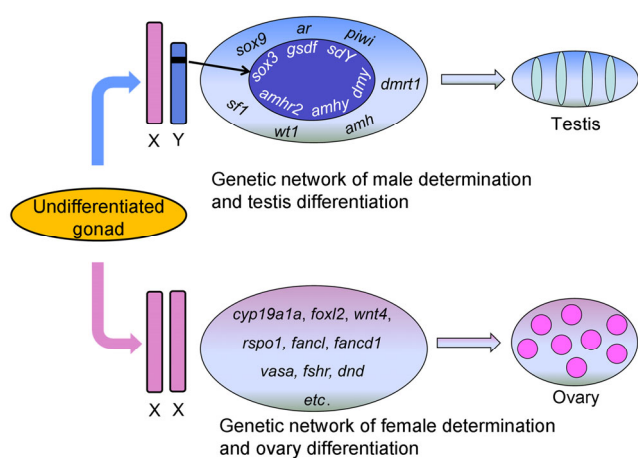 sox9 ar piwi
sox3 gsdf sdY
dmy
amhr2 amhy
dmrt1
sf1 wt1 amh
X Y
Testis
Genetic network of male determination
and testis differentiation
Undifferentiated
gonad
cyp19a1a, foxl2, wnt4,
rspo1, fancl, fancd1
vasa, fshr, dnd
etc.
X X
Ovary
Genetic network of female determination
and ovary differentiation